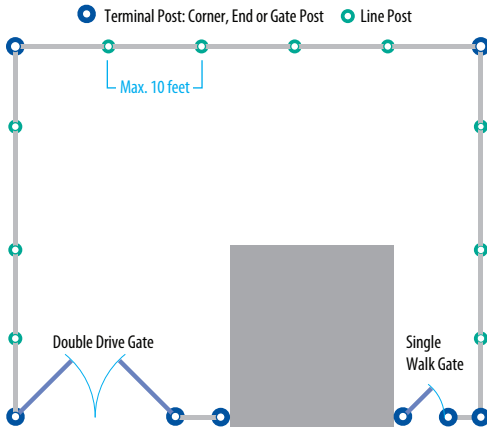 Terminal Post: Corner, End or Gate Post Line Post
Max. 10 feet
Double Drive Gate
Single
Walk Gate